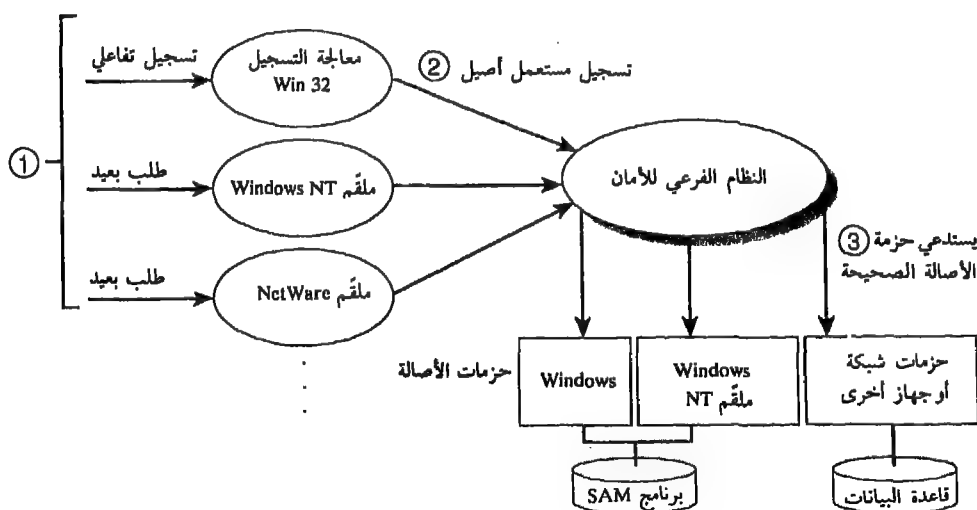 ①
تسجيل تفاعلي
معالجة التسجيل
Win 32
② تسجيل مستعمل أصيل
طلب بعيد
ملقّم Windows NT
النظام الفرعي للأمان
طلب بعيد
ملقّم NetWare
③ يستدعي حزمة
الأصالة الصحيحة
حزمات الأصالة
Windows
Windows
ملقّم NT
حزمات شبكة
أو جهاز أخرى
برنامج SAM
قاعدة البيانات